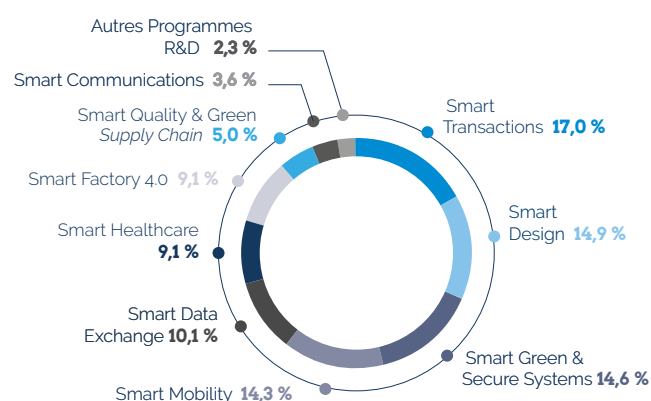 Autres Programmes
R&D 2,3 %
Smart Communications 3,6 %
Smart Quality & Green
Supply Chain 5,0 %
Smart Factory 4.0 9,1 %
Smart Healthcare
9,1 %
Smart Data
Exchange 10,1 %
Smart Mobility 14,3 %
Smart
Transactions 17,0 %
Smart
Design 14,9 %
Smart Green &
Secure Systems 14,6 %